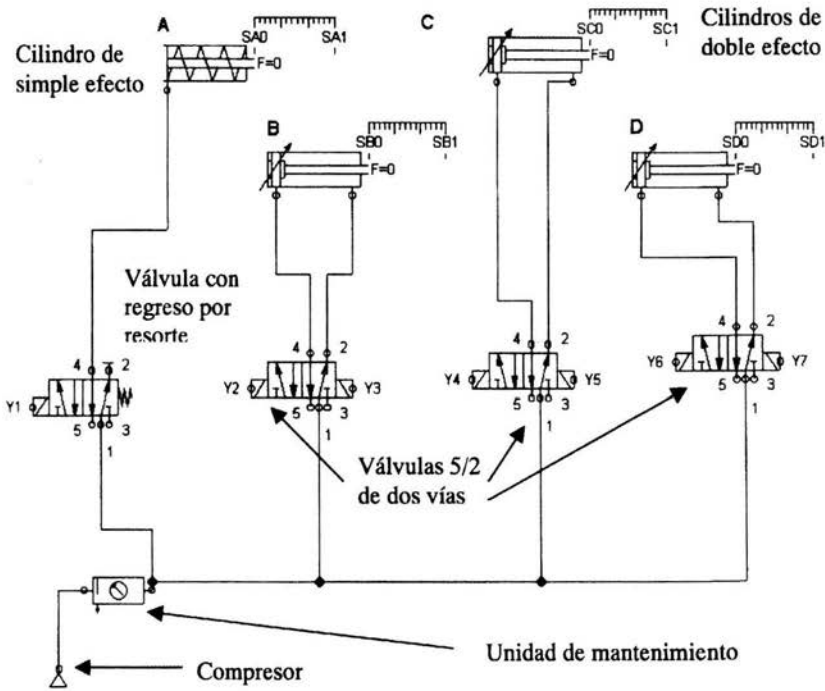 A
SA0 SA1
C
SC0 SC1
Cilindros de
doble efecto
Cilindro de
simple efecto
F=0
F=0
B
SB0 SB1
D
SD0 SD1
F=0
F=0
Válvula con
regreso por
resorte
4 2
Y1
5 3
1
4 2
Y2 Y3
5 3
1
4 2
Y4 Y5
5 3
1
4 2
Y6 Y7
5 3
1
Válvulas 5/2
de dos vías
Unidad de mantenimiento
Compresor